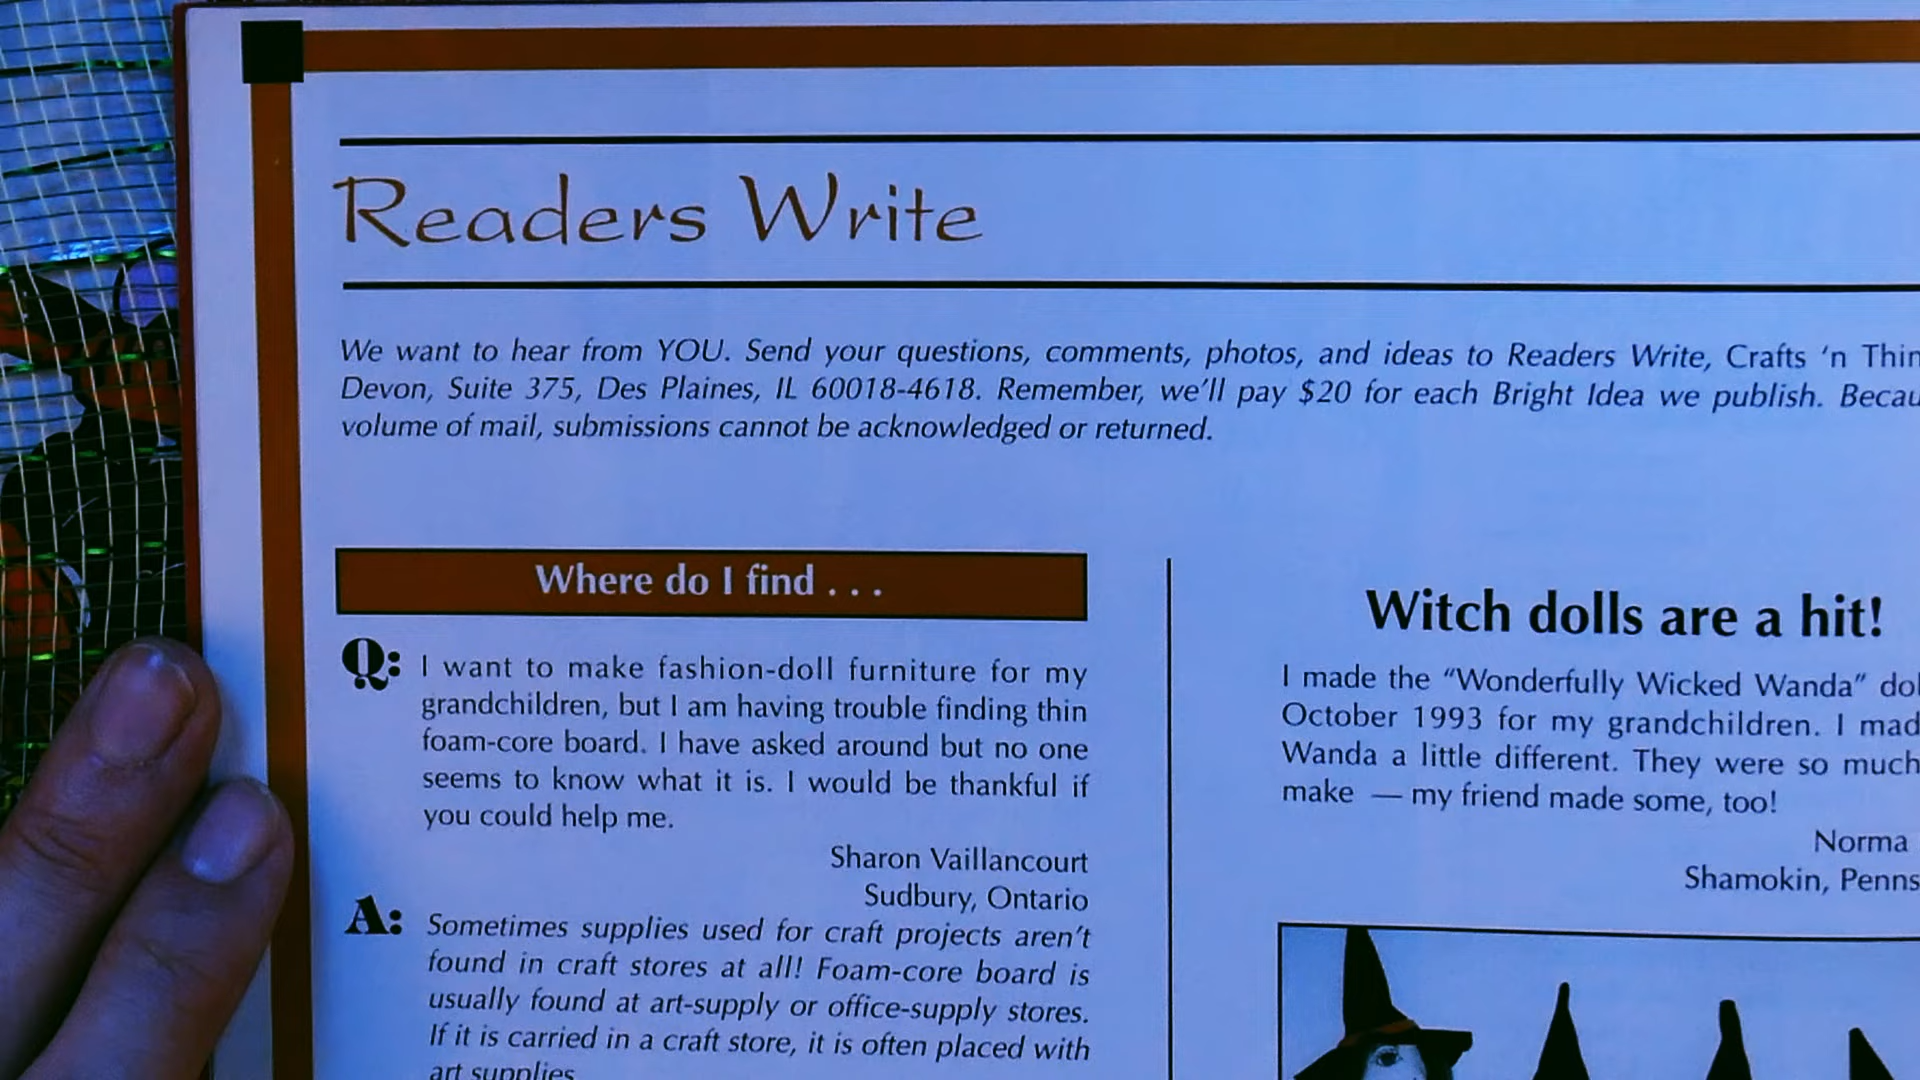 Readers Write
We want to hear from YOU. Send your questions, comments, photos, and ideas to Readers Write, Crafts ‘n Thin
Devon, Suite 375, Des Plaines, IL 60018-4618. Remember, we’ll pay $20 for each Bright Idea we publish. Becau
volume of mail, submissions cannot be acknowledged or returned.
Where do I find . . .
Q: I want to make fashion-doll furniture for my
grandchildren, but I am having trouble finding thin
foam-core board. I have asked around but no one
seems to know what it is. I would be thankful if
you could help me.
Sharon Vaillancourt
Sudbury, Ontario
A: Sometimes supplies used for craft projects aren’t
found in craft stores at all! Foam-core board is
usually found at art-supply or office-supply stores.
If it is carried in a craft store, it is often placed with
art supplies
Witch dolls are a hit!
I made the “Wonderfully Wicked Wanda” dol
October 1993 for my grandchildren. I mad
Wanda a little different. They were so much
make — my friend made some, too!
Norma
Shamokin, Penns